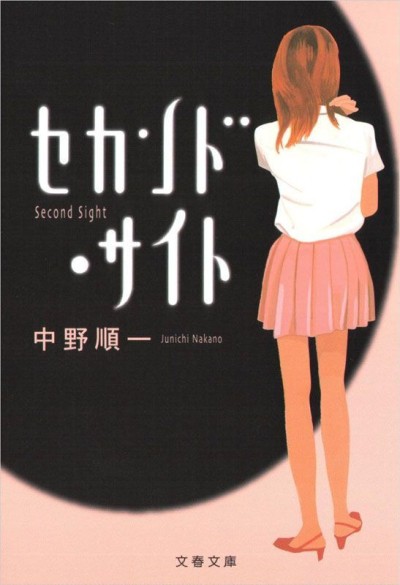 セカンド
Second Sight
・サイト
中野順一
Junichi Nakano
文春文庫